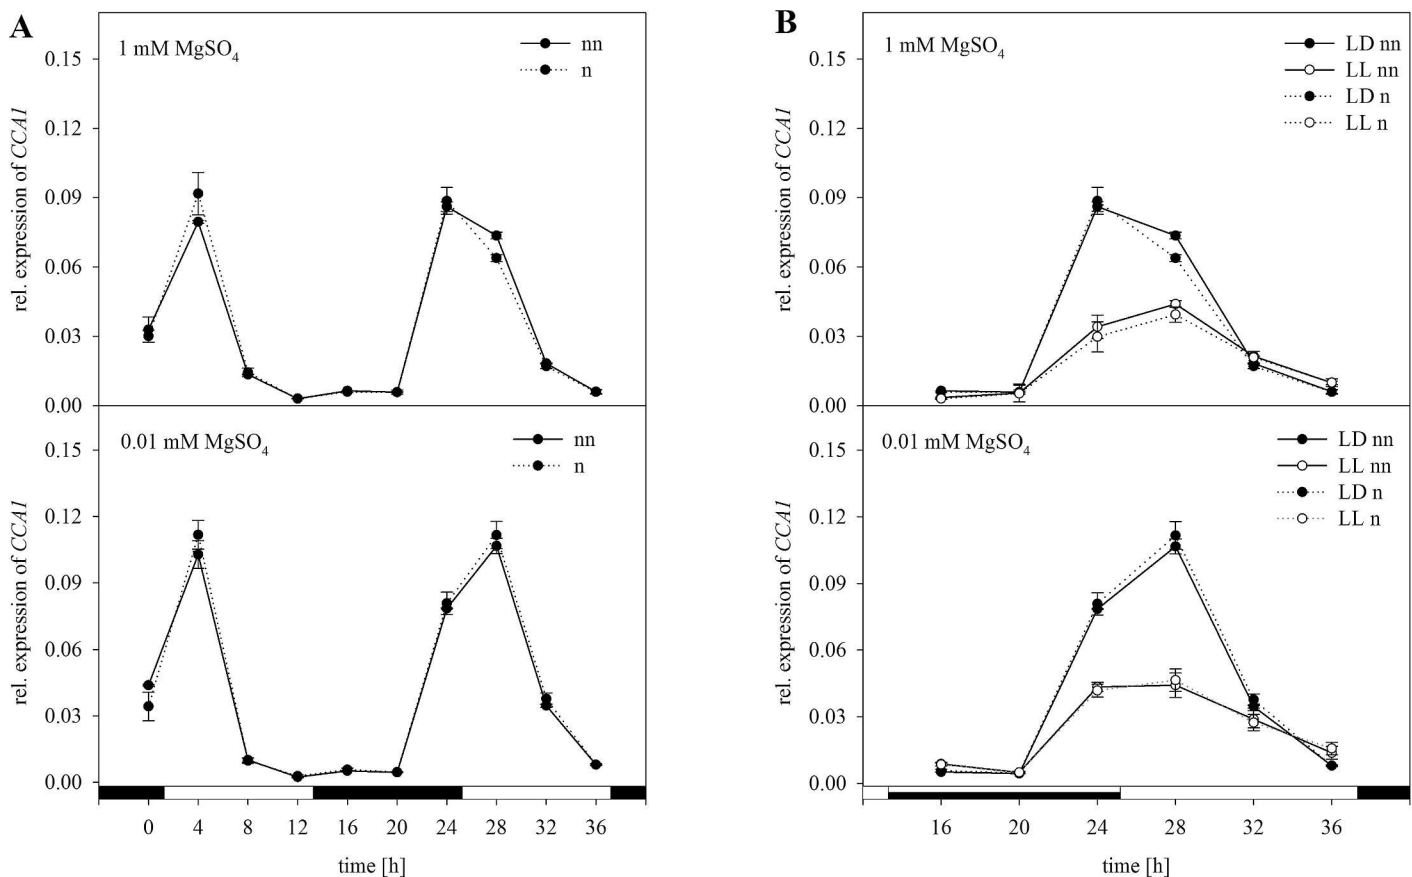 A
1 mM MgSO₄
nn
n
0.15
0.12
0.09
0.06
0.03
0.00
rel. expression of CCA1
0.01 mM MgSO₄
nn
n
0.15
0.12
0.09
0.06
0.03
0.00
rel. expression of CCA1
0 4 8 12 16 20 24 28 32 36
time [h]
B
1 mM MgSO₄
LD nn
LL nn
LD n
LL n
0.15
0.12
0.09
0.06
0.03
0.00
rel. expression of CCA1
0.01 mM MgSO₄
LD nn
LL nn
LD n
LL n
0.15
0.12
0.09
0.06
0.03
0.00
rel. expression of CCA1
16 20 24 28 32 36
time [h]